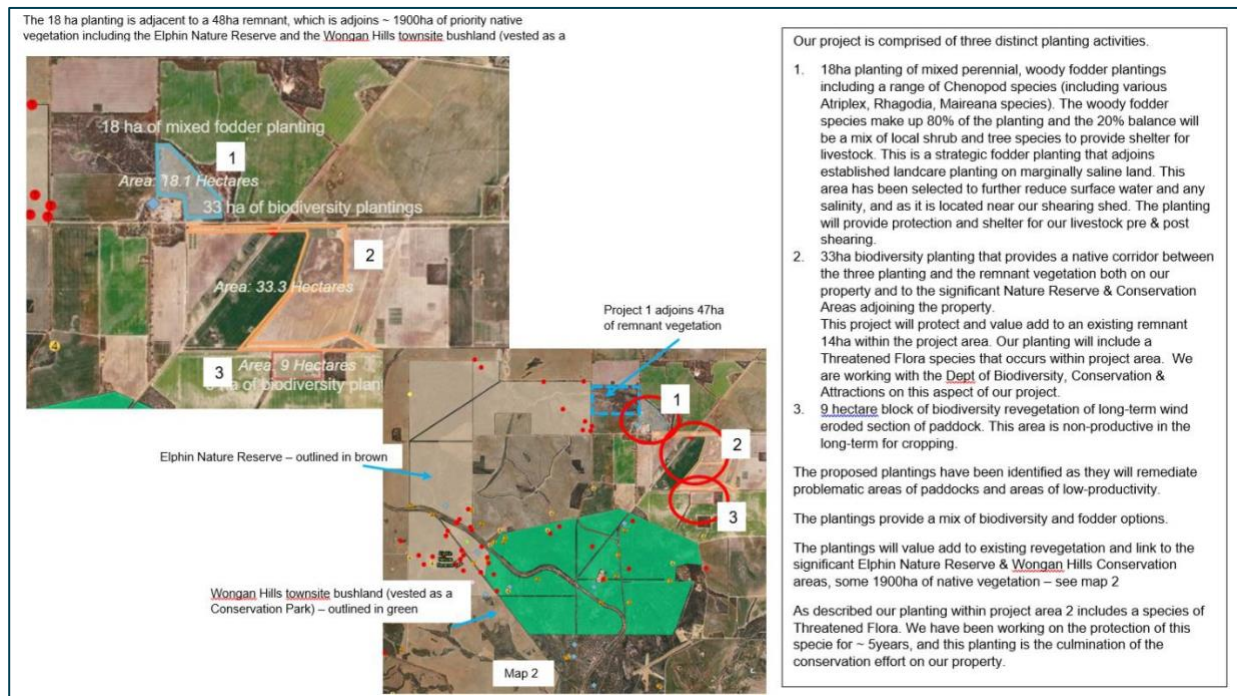 The 18 ha planting is adjacent to a 48ha remnant, which is adjoins ~ 1900ha of priority native
vegetation including the Elphin Nature Reserve and the Wongan Hills townsite bushland (vested as a
18 ha of mixed fodder planting
1
Area: 18.1 Hectares
33 ha of biodiversity plantings
2
Area: 33.3 Hectares
4
3
Area: 9 Hectares
ha of biodiversity plant
Project 1 adjoins 47ha
of remnant vegetation
1
2
3
Elphin Nature Reserve – outlined in brown
Wongan Hills townsite bushland (vested as a
Conservation Park) – outlined in green
Map 2
Our project is comprised of three distinct planting activities.
1. 18ha planting of mixed perennial, woody fodder plantings
including a range of Chenopod species (including various
Atriplex, Rhagodia, Maireana species). The woody fodder
species make up 80% of the planting and the 20% balance will
be a mix of local shrub and tree species to provide shelter for
livestock. This is a strategic fodder planting that adjoins
established landcare planting on marginally saline land. This
area has been selected to further reduce surface water and any
salinity, and as it is located near our shearing shed. The planting
will provide protection and shelter for our livestock pre & post
shearing.
2. 33ha biodiversity planting that provides a native corridor between
the three planting and the remnant vegetation both on our
property and to the significant Nature Reserve & Conservation
Areas adjoining the property.
This project will protect and value add to an existing remnant
14ha within the project area. Our planting will include a
Threatened Flora species that occurs within project area. We
are working with the Dept of Biodiversity, Conservation &
Attractions on this aspect of our project.
3. 9 hectare block of biodiversity revegetation of long-term wind
eroded section of paddock. This area is non-productive in the
long-term for cropping.
The proposed plantings have been identified as they will remediate
problematic areas of paddocks and areas of low-productivity.
The plantings provide a mix of biodiversity and fodder options.
The plantings will value add to existing revegetation and link to the
significant Elphin Nature Reserve & Wongan Hills Conservation
areas, some 1900ha of native vegetation – see map 2
As described our planting within project area 2 includes a species of
Threatened Flora. We have been working on the protection of this
specie for ~ 5years, and this planting is the culmination of the
conservation effort on our property.